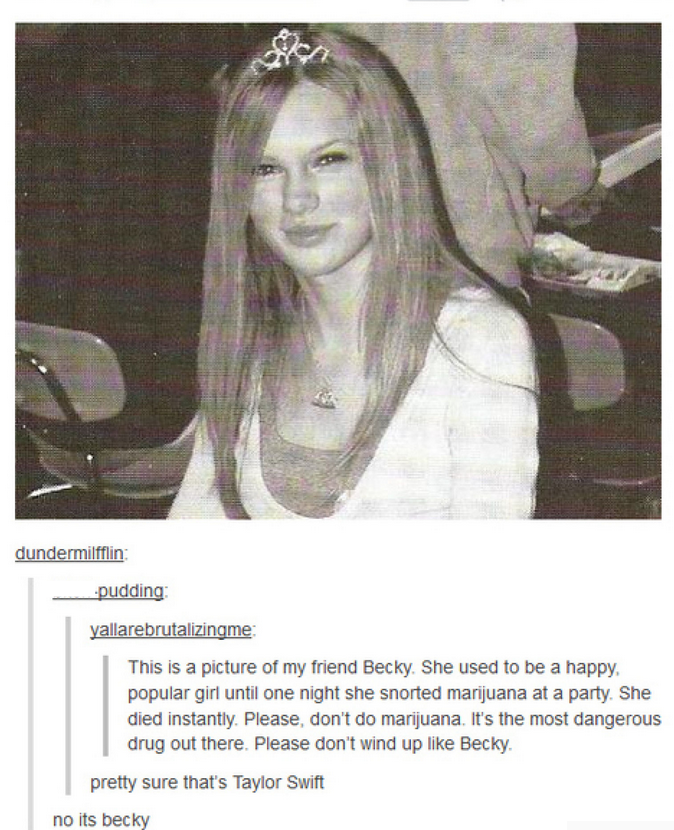 dundermilfflin:
-pudding:
yallarebrutalizingme:
This is a picture of my friend Becky. She used to be a happy,
popular girl until one night she snorted marijuana at a party. She
died instantly. Please, don't do marijuana. It's the most dangerous
drug out there. Please don't wind up like Becky.
pretty sure that's Taylor Swift
no its becky